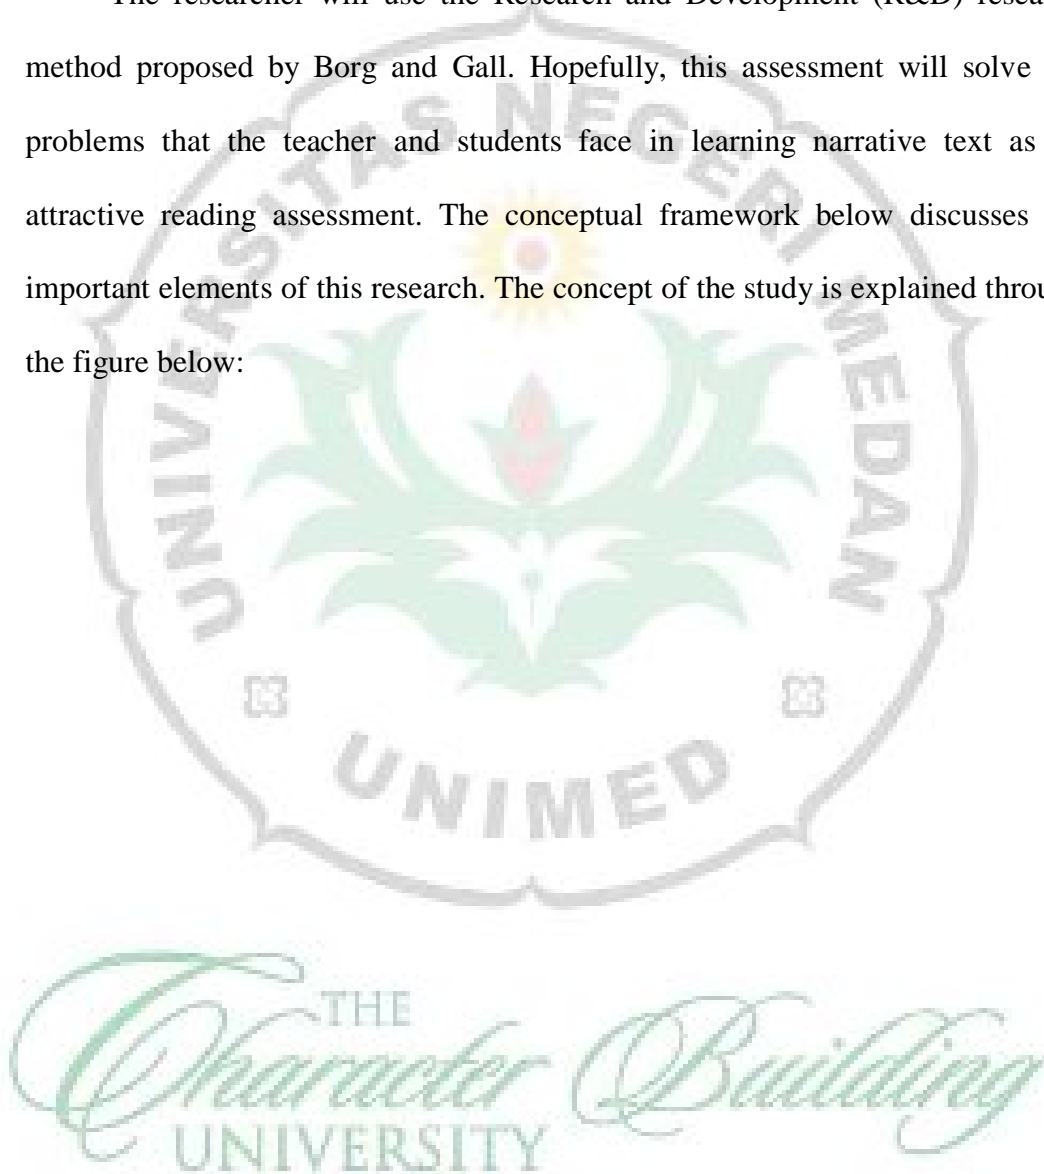 The researcher will use the Research and Development (R&D)
method proposed by Borg and Gall. Hopefully, this assessment will solve
problems that the teacher and students face in learning narrative text as
attractive reading assessment. The conceptual framework below discusses
important elements of this research. The concept of the study is explained throu
the figure below:
UNIVERSITAS NEGERI MEDAN
UNIMED
THE
Character Building
UNIVERSITY